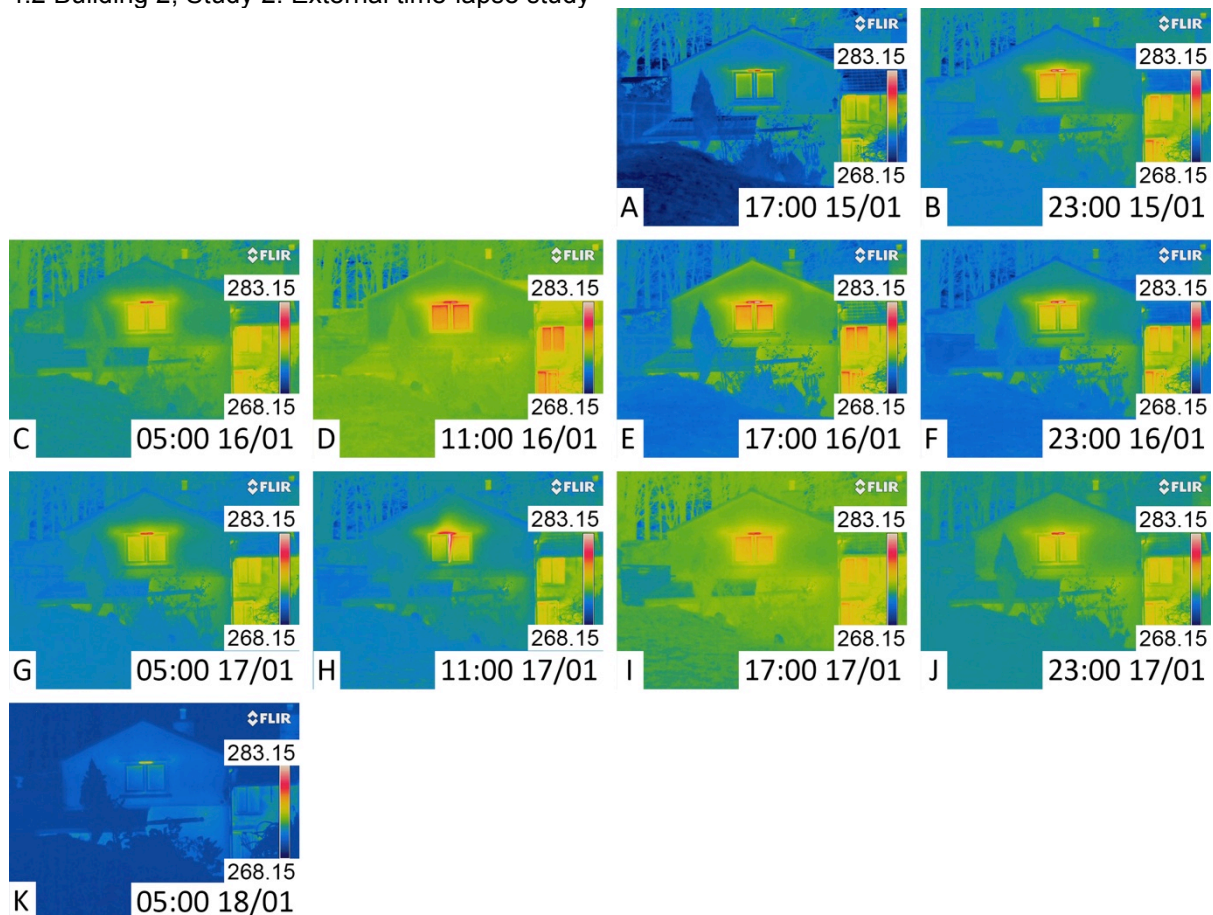 4.2 Building 2, Study 2: External time-lapse study
FLIR
283.15
268.15
A 17:00 15/01
FLIR
283.15
268.15
B 23:00 15/01
FLIR
283.15
268.15
C 05:00 16/01
FLIR
283.15
268.15
D 11:00 16/01
FLIR
283.15
268.15
E 17:00 16/01
FLIR
283.15
268.15
F 23:00 16/01
FLIR
283.15
268.15
G 05:00 17/01
FLIR
283.15
268.15
H 11:00 17/01
FLIR
283.15
268.15
I 17:00 17/01
FLIR
283.15
268.15
J 23:00 17/01
FLIR
283.15
268.15
K 05:00 18/01